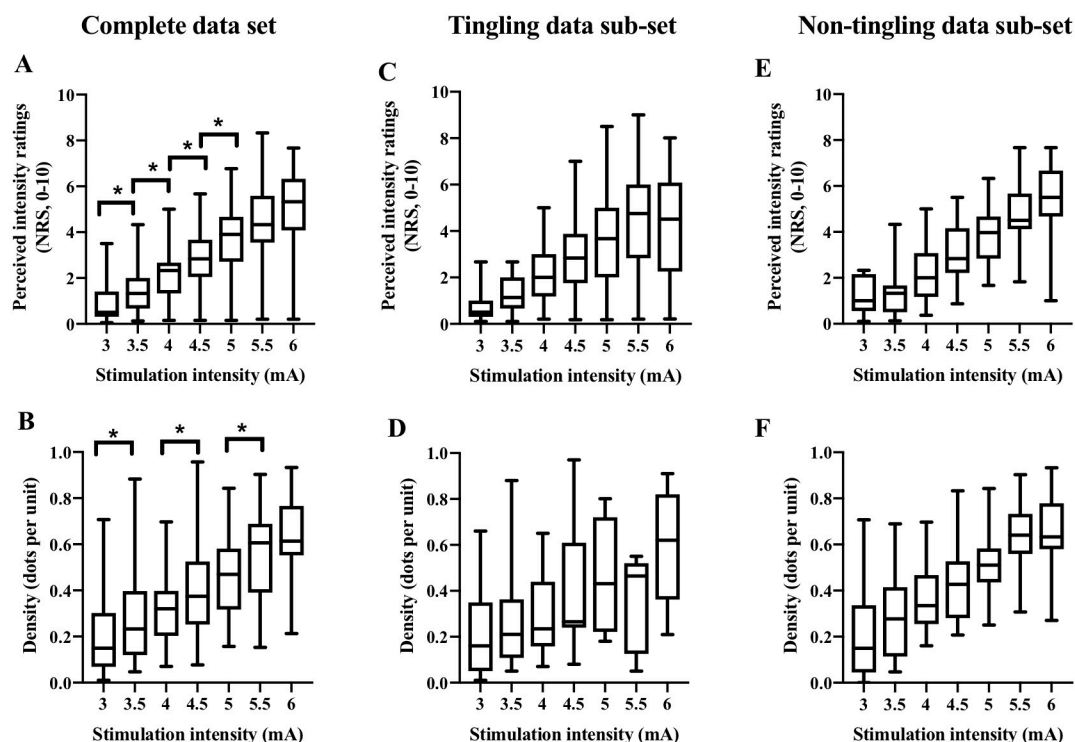 Complete data set
Tingling data sub-set
Non-tingling data sub-set
A
Perceived intensity ratings
(NRS, 0-10)
10
8
6
4
2
0
* * * *
3 3.5 4 4.5 5 5.5 6
Stimulation intensity (mA)
C
Perceived intensity ratings
(NRS, 0-10)
10
8
6
4
2
0
3 3.5 4 4.5 5 5.5 6
Stimulation intensity (mA)
E
Perceived intensity ratings
(NRS, 0-10)
10
8
6
4
2
0
3 3.5 4 4.5 5 5.5 6
Stimulation intensity (mA)
B
Density (dots per unit)
1.0
0.8
0.6
0.4
0.2
0.0
* * *
3 3.5 4 4.5 5 5.5 6
Stimulation intensity (mA)
D
Density (dots per unit)
1.0
0.8
0.6
0.4
0.2
0.0
3 3.5 4 4.5 5 5.5 6
Stimulation intensity (mA)
F
Density (dots per unit)
1.0
0.8
0.6
0.4
0.2
0.0
3 3.5 4 4.5 5 5.5 6
Stimulation intensity (mA)